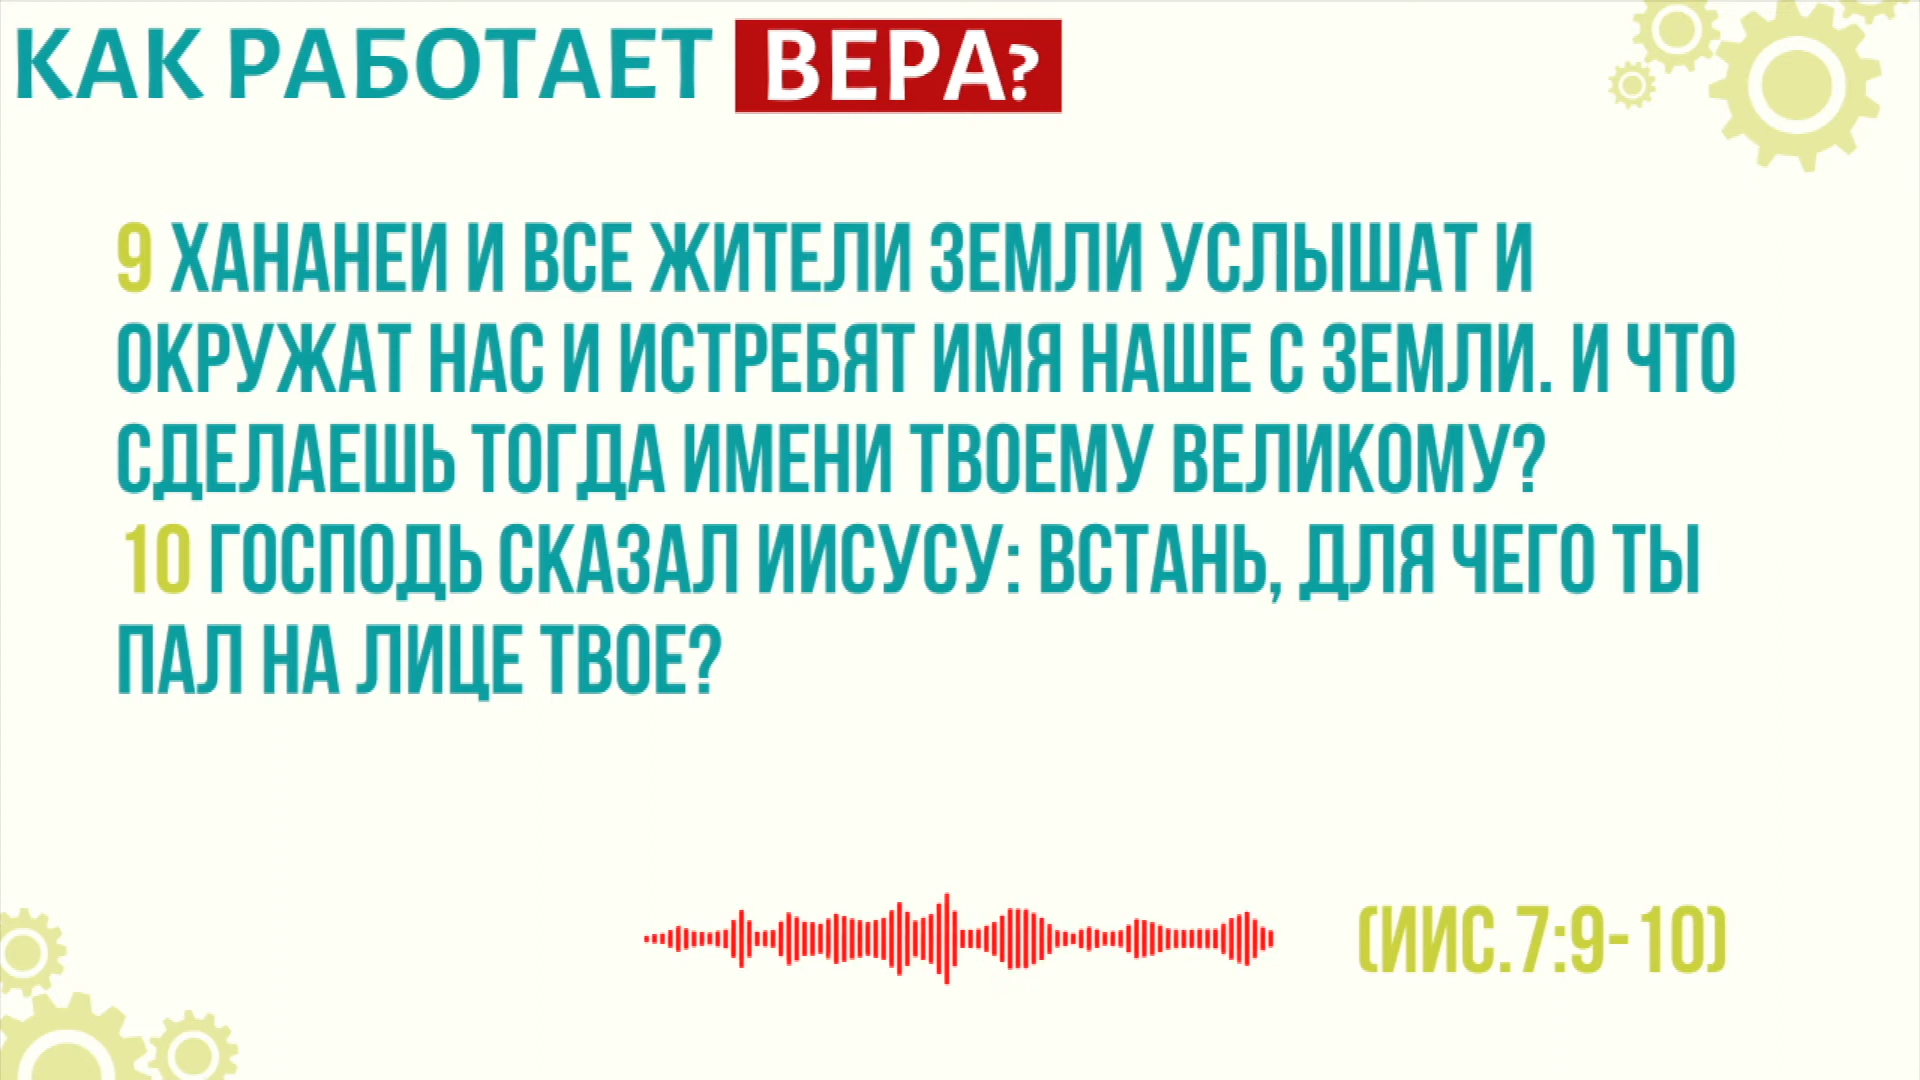 КАК РАБОТАЕТ ВЕРА?
9 ХАНАНЕИ И ВСЕ ЖИТЕЛИ ЗЕМЛИ УСЛЫШАТ И
ОКРУЖАТ НАС И ИСТРЕБЯТ ИМЯ НАШЕ С ЗЕМЛИ. И ЧТО
СДЕЛАЕШЬ ТОГДА ИМЕНИ ТВОЕМУ ВЕЛИКОМУ?
10 ГОСПОДЬ СКАЗАЛ ИИСУСУ: ВСТАНЬ, ДЛЯ ЧЕГО ТЫ
ПАЛ НА ЛИЦЕ ТВОЕ?
(ИИС.7:9-10)